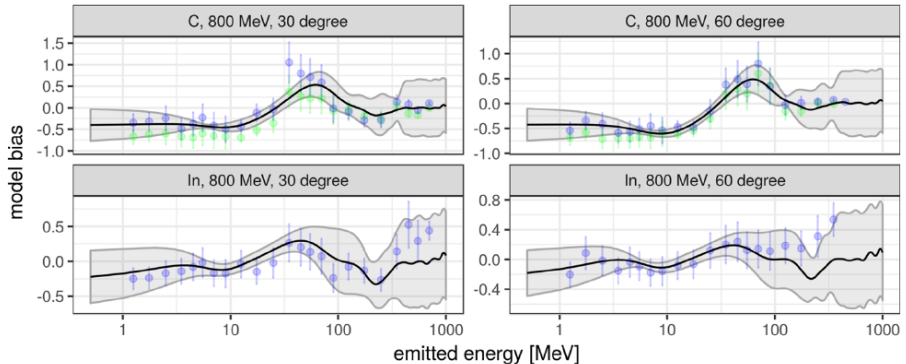 C, 800 MeV, 30 degree
C, 800 MeV, 60 degree
1.5
1.0
0.5
0.0
-0.5
-1.0
1.0
0.5
0.0
-0.5
-1.0
model bias
In, 800 MeV, 30 degree
In, 800 MeV, 60 degree
0.5
0.0
-0.5
0.8
0.4
0.0
-0.4
1 10 100 1000
1 10 100 1000
emitted energy [MeV]